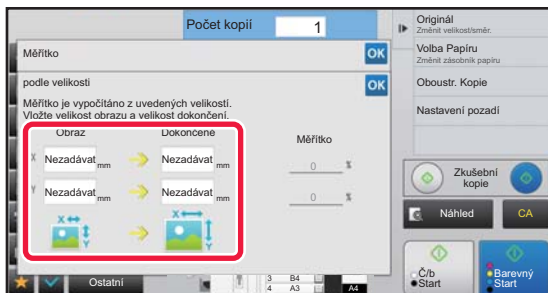 Počet kopií 1
Originál
Změnit velikost/směr.
Měřítko OK
Volba Papíru
Změnit zásobník papíru
podle velikosti OK
Oboustr. Kopie
Měřítko je vypočítáno z uvedených velikostí.
Vložte velikost obrazu a velikost dokončení.
Nastavení pozadí
Obraz Dokončené Měřítko
X Nezadávat mm Nezadávat mm 0 %
Y Nezadávat mm Nezadávat mm 0 %
Zkušební
kopie
X X
Y Y
Náhled CA
Ostatní
3 B4
4 A3 A4
Č/b
Start
Barevný
Start